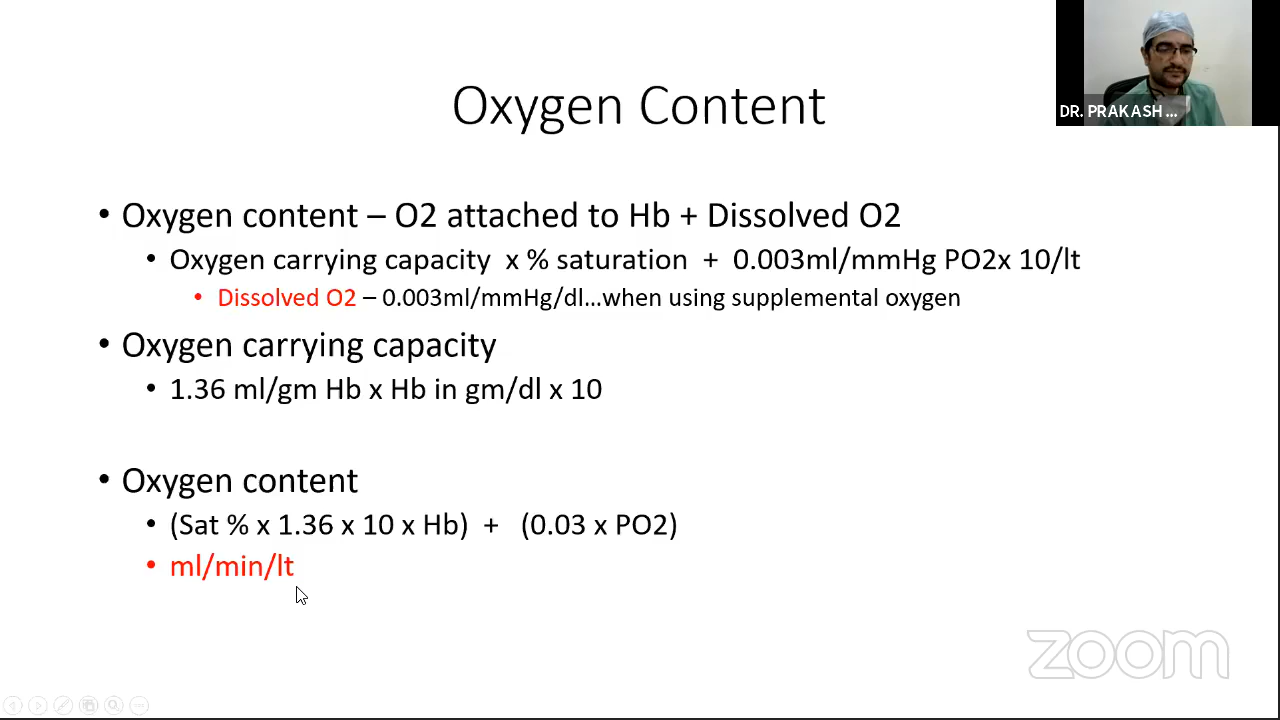 Oxygen Content
DR. PRAKASH ...
• Oxygen content – O2 attached to Hb + Dissolved O2
• Oxygen carrying capacity x % saturation + 0.003ml/mmHg PO2x 10/lt
• Dissolved O2 – 0.003ml/mmHg/dl...when using supplemental oxygen
• Oxygen carrying capacity
• 1.36 ml/gm Hb x Hb in gm/dl x 10
• Oxygen content
• (Sat % x 1.36 x 10 x Hb) + (0.03 x PO2)
• ml/min/lt
zoom